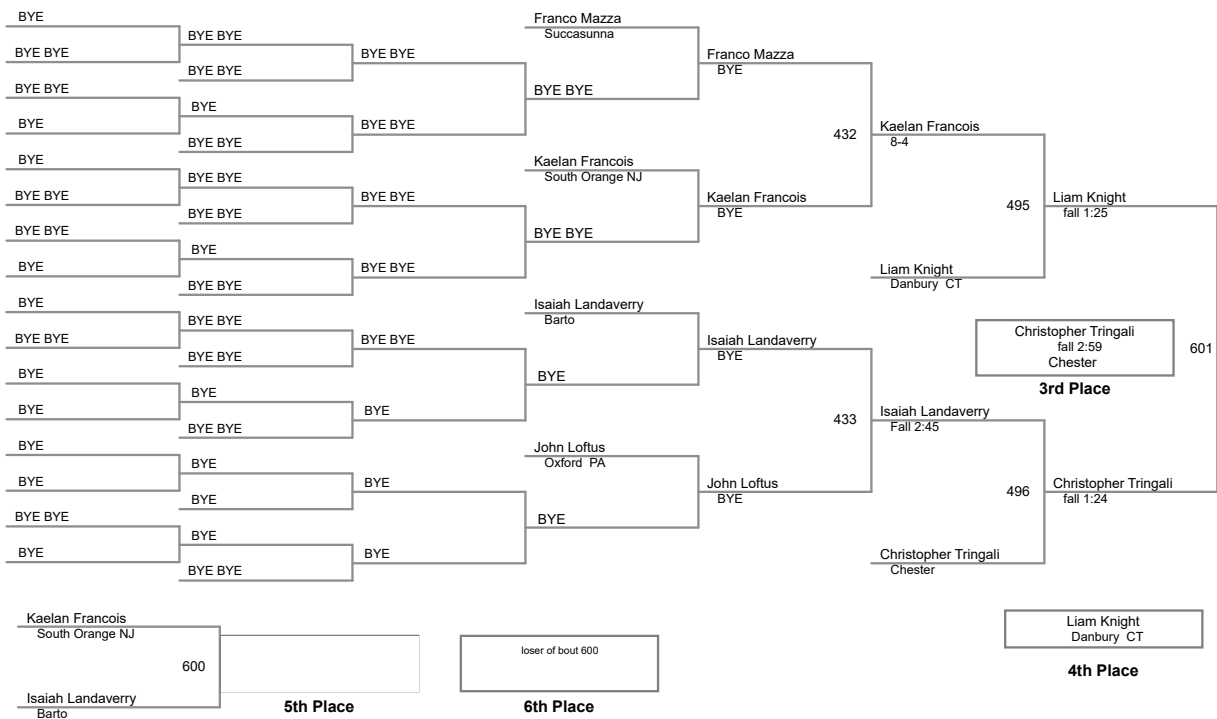 BYE
BYE BYE
BYE BYE
BYE
BYE
BYE BYE
BYE BYE
BYE
BYE
BYE BYE
BYE
BYE
BYE
BYE
BYE BYE
BYE
BYE BYE
BYE BYE
BYE
BYE BYE
BYE BYE
BYE BYE
BYE
BYE BYE
BYE BYE
BYE BYE
BYE
BYE BYE
BYE
BYE
BYE
BYE BYE
BYE BYE
BYE BYE
BYE BYE
BYE BYE
BYE BYE
BYE
BYE
BYE
Franco Mazza
Succasunna
BYE BYE
Kaelan Francois
South Orange NJ
BYE BYE
Isaiah Landaverry
Barto
BYE
John Loftus
Oxford PA
BYE
Franco Mazza
BYE
Kaelan Francois
BYE
Isaiah Landaverry
BYE
John Loftus
BYE
432
433
Kaelan Francois
8-4
Liam Knight
Danbury CT
Isaiah Landaverry
Fall 2:45
Christopher Tringali
Chester
495
496
Liam Knight
fall 1:25
Christopher Tringali
fall 1:24
601
Christopher Tringali
fall 2:59
Chester
3rd Place
Kaelan Francois
South Orange NJ
600
Isaiah Landaverry
Barto
5th Place
loser of bout 600
6th Place
Liam Knight
Danbury CT
4th Place